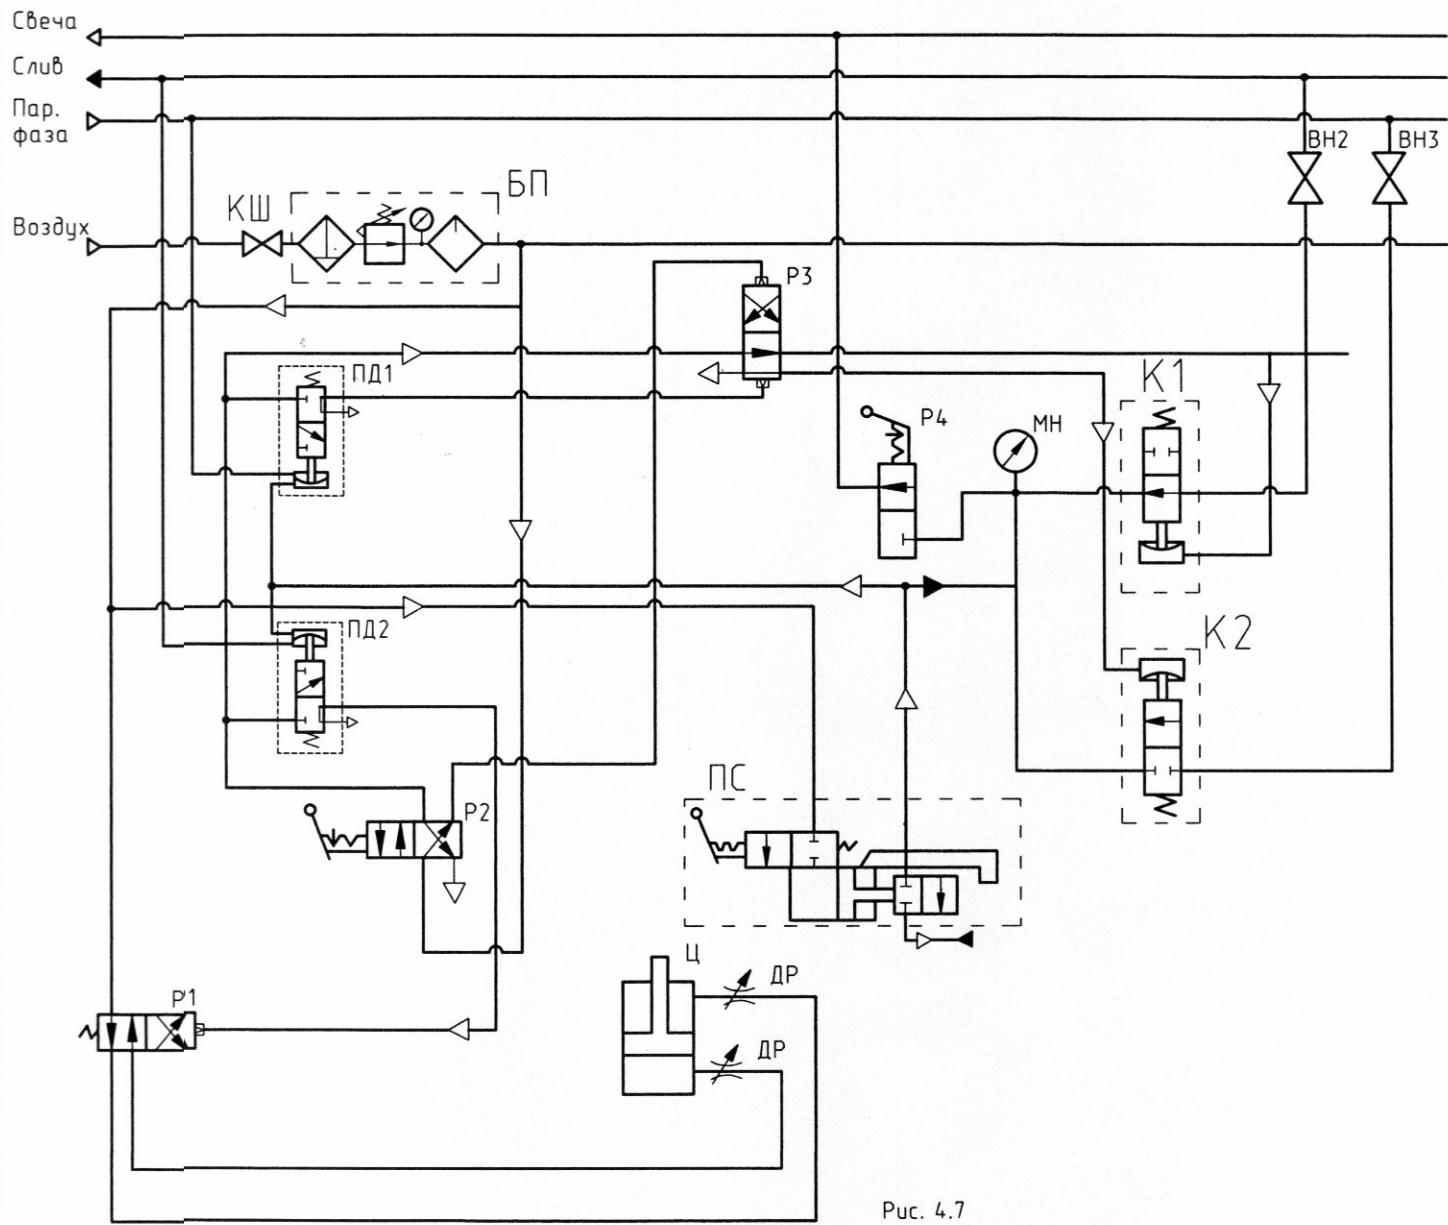 Свеча
Слив
Пар.
фаза
ВН2
ВН3
БП
КШ
Воздух
Р3
ПД1
К1
Р4
МН
ПД2
К2
ПС
Р2
Ц
ДР
Р1
ДР
Рис. 4.7